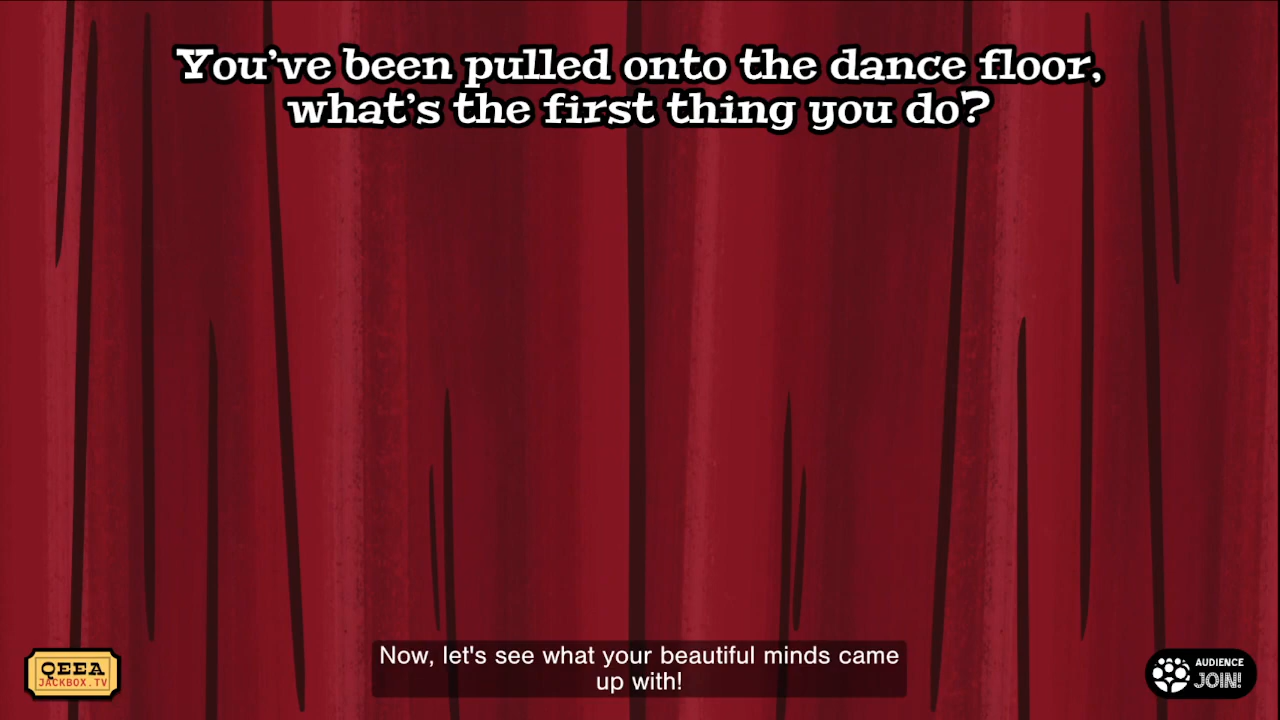 You've been pulled onto the dance floor,
what's the first thing you do?
Now, let's see what your beautiful minds came
up with!
QEEA
JACKBOX.TV
AUDIENCE
JOIN!